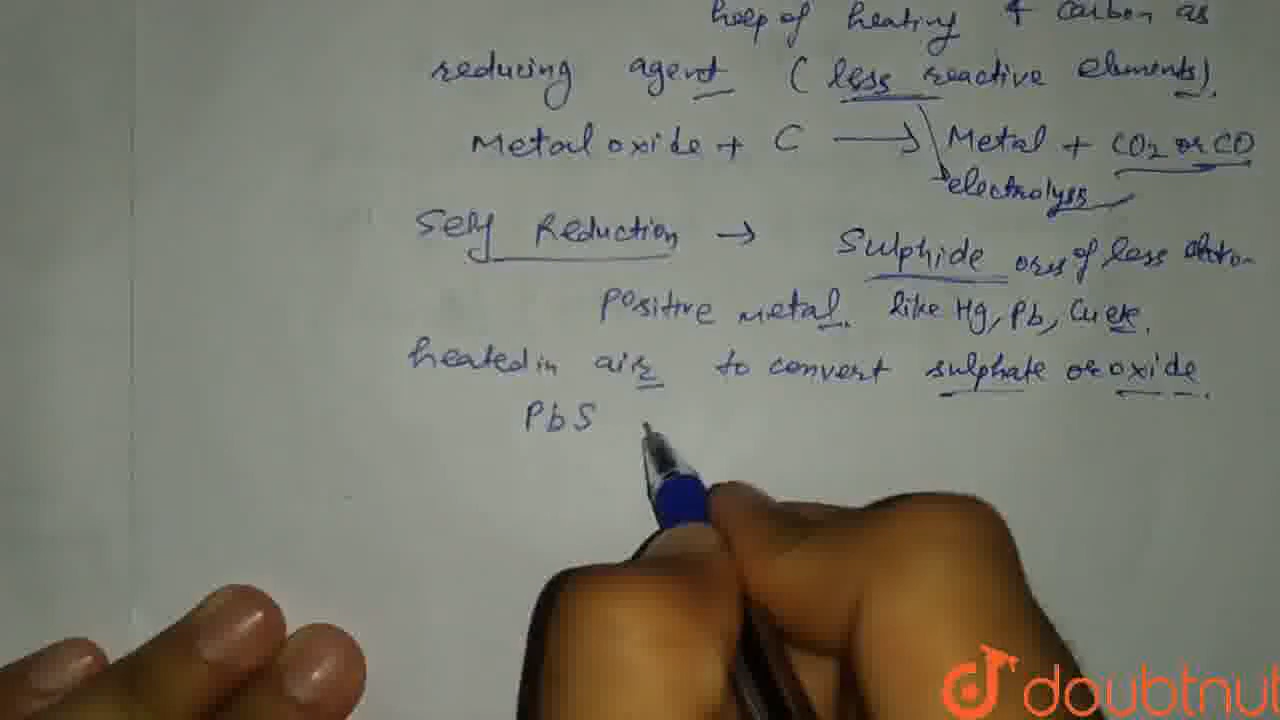 help of heating & Carbon as
reducing agent (less reactive elements).
Metal oxide + C → Metal + CO2 or CO
electrolysis
Self Reduction → Sulphide ores of less electro-
positive metal. like Hg, Pb, Cu etc.
heated in air to convert sulphate or oxide.
PbS
doubtnut